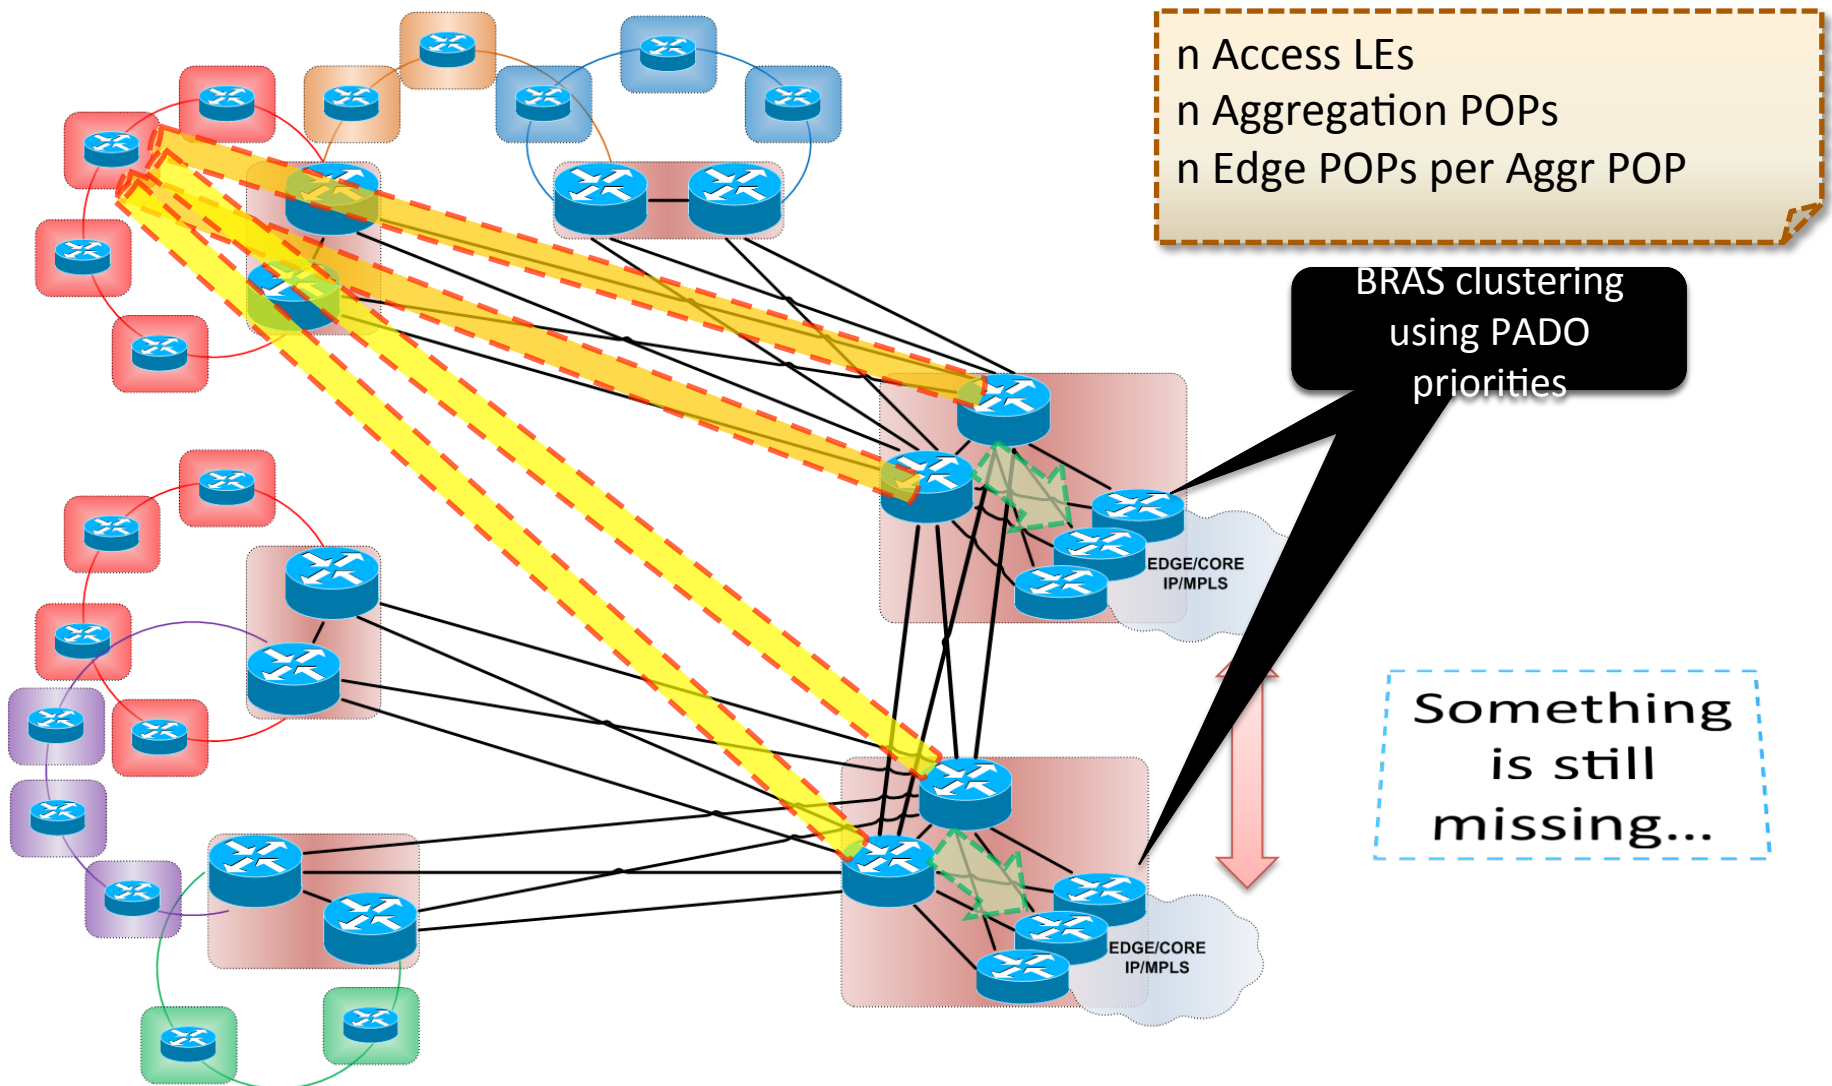 n Access LEs
n Aggregation POPs
n Edge POPs per Aggr POP
BRAS clustering
using PADO
priorities
EDGE/CORE
IP/MPLS
Something
is still
missing...
EDGE/CORE
IP/MPLS